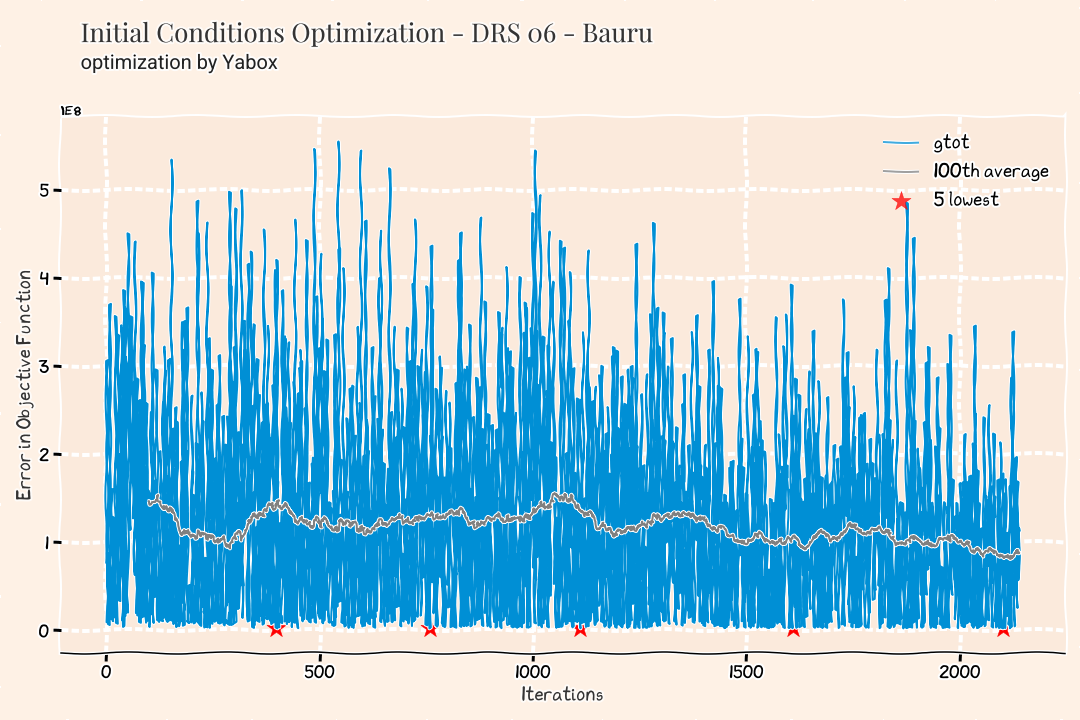 Initial Conditions Optimization - DRS 06 - Bauru
optimization by Yabox
1E8
gtot
100th average
5 lowest
5
4
3
2
1
0
Error in Objective Function
0 500 1000 1500 2000
Iterations